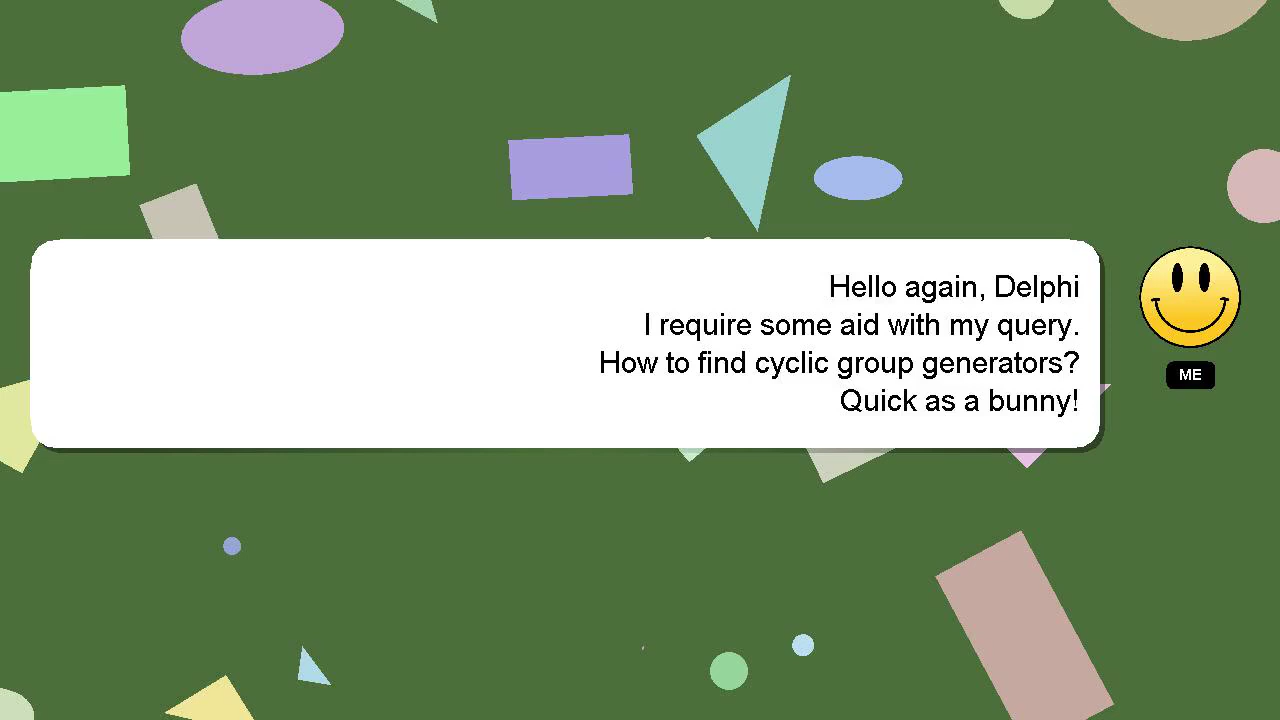 Hello again, Delphi
I require some aid with my query.
How to find cyclic group generators?
Quick as a bunny!
ME